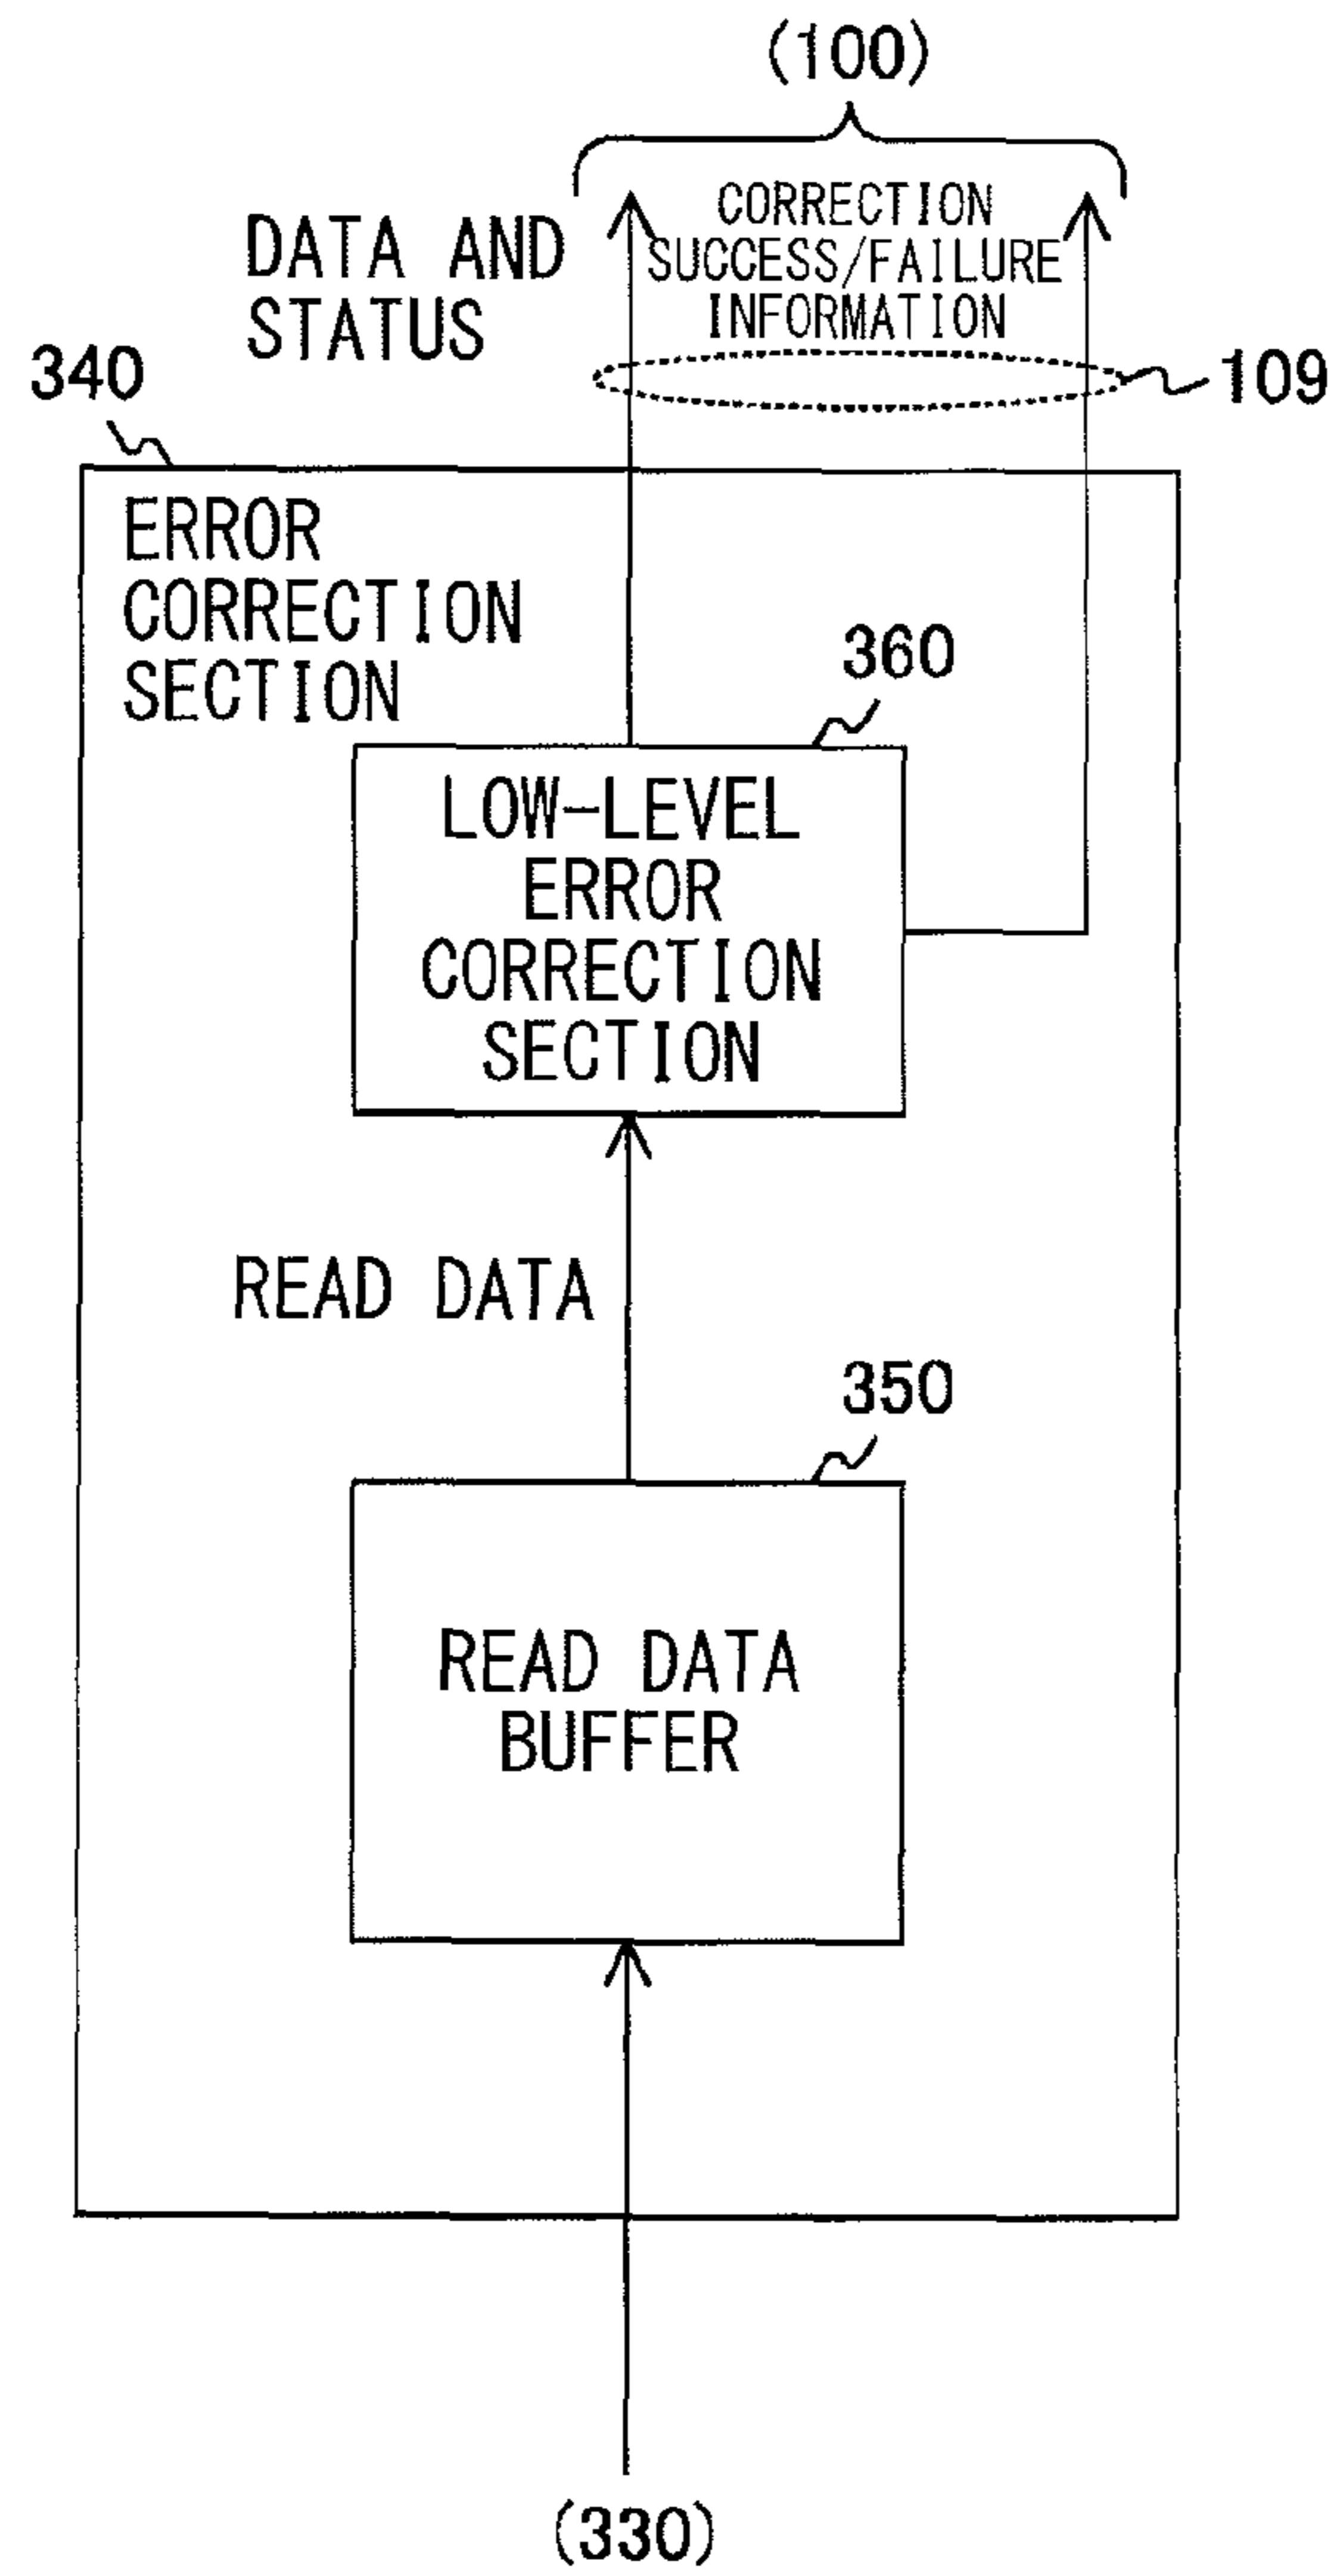 (100)
CORRECTION
SUCCESS/FAILURE
INFORMATION
DATA AND
STATUS
340
109
ERROR
CORRECTION
SECTION
360
LOW-LEVEL
ERROR
CORRECTION
SECTION
READ DATA
350
READ DATA
BUFFER
(330)